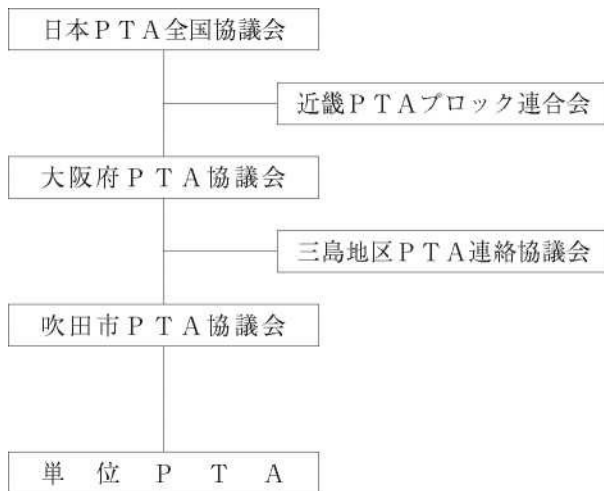 日本PTA全国協議会
近畿PTAブロック連合会
大阪府PTA協議会
三島地区PTA連絡協議会
吹田市PTA協議会
単位PTA